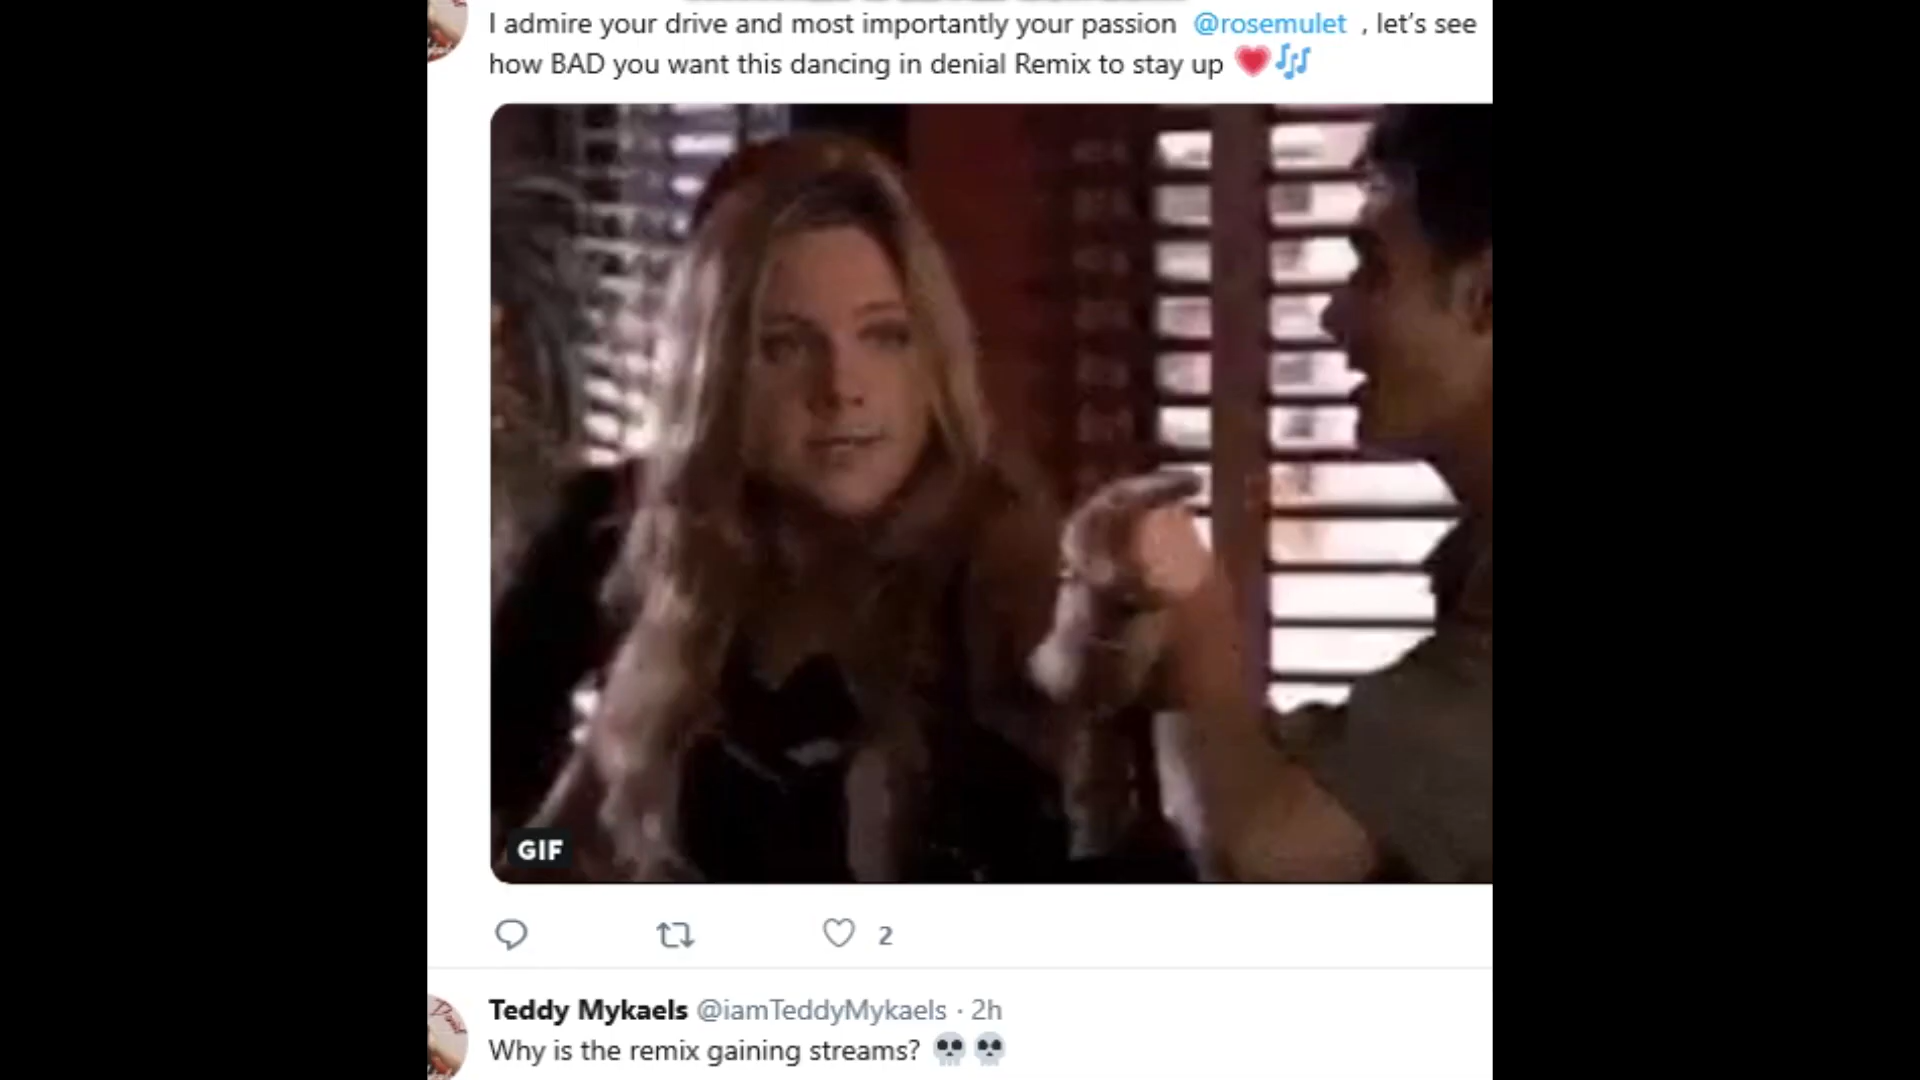 I admire your drive and most importantly your passion @rosemulet , let's see
how BAD you want this dancing in denial Remix to stay up ❤️🎶
GIF
2
Teddy Mykaels @iamTeddyMykaels · 2h
Why is the remix gaining streams? 💀💀